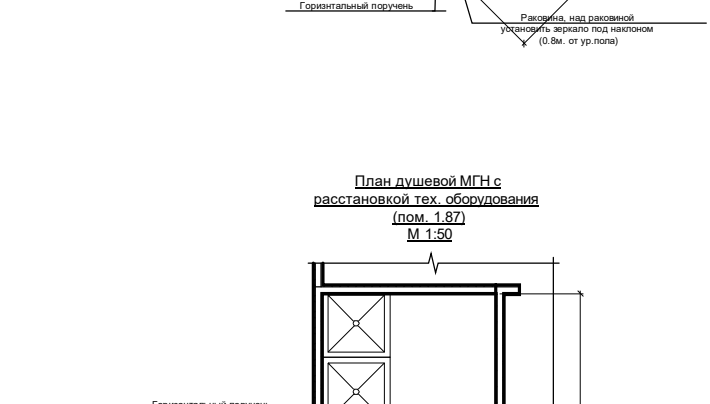 Горизнтальный поручень
Раковина, над раковиной
установить зеркало под наклоном
(0.8м. от ур.пола)
План душевой МГН с
расстановкой тех. оборудования
(пом. 1.87)
М 1:50